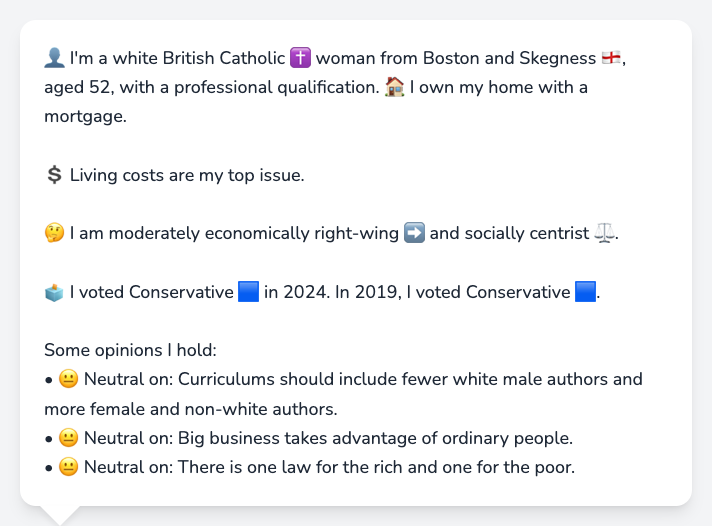 👤 I'm a white British Catholic ✝️ woman from Boston and Skegness 🏴󠁧󠁢󠁥󠁮󠁧󠁿,
aged 52, with a professional qualification. 🏠 I own my home with a
mortgage.
💲 Living costs are my top issue.
🤔 I am moderately economically right-wing ➡️ and socially centrist ⚖️.
🗳️ I voted Conservative 🟦 in 2024. In 2019, I voted Conservative 🟦.
Some opinions I hold:
• 😐 Neutral on: Curriculums should include fewer white male authors and
more female and non-white authors.
• 😐 Neutral on: Big business takes advantage of ordinary people.
• 😐 Neutral on: There is one law for the rich and one for the poor.